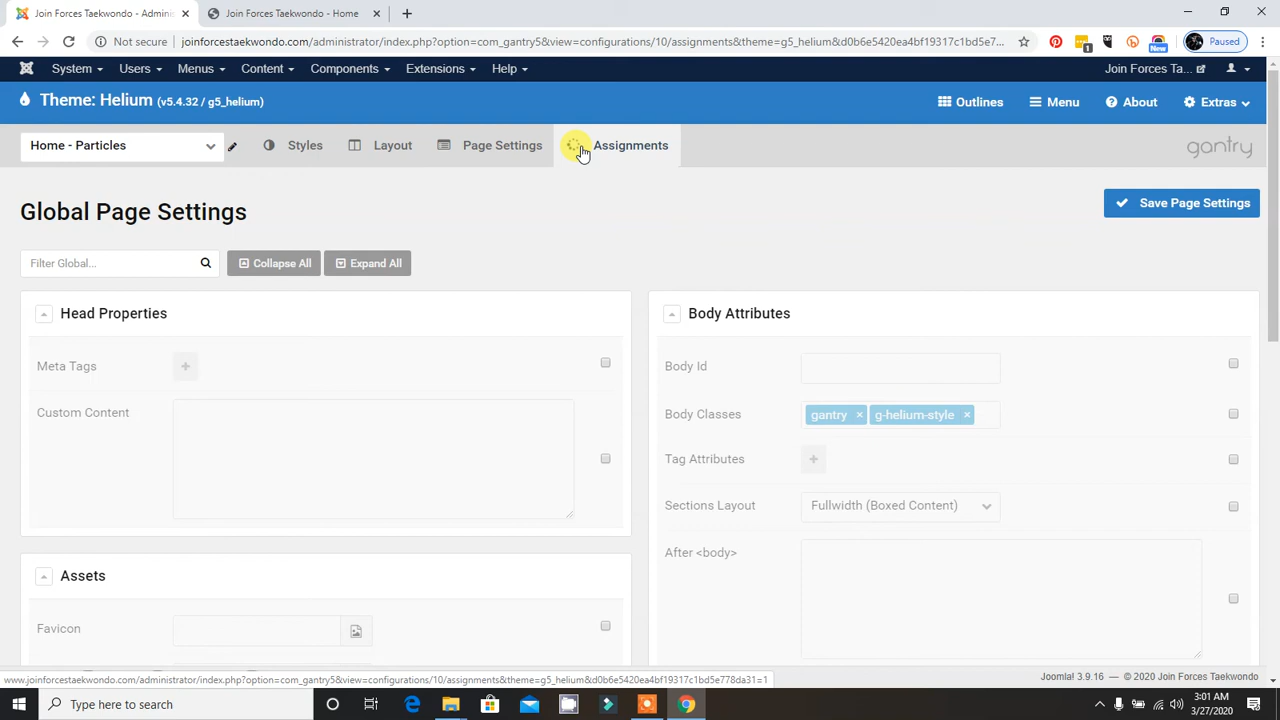 Join Forces Taekwondo - Adminis
Join Forces Taekwondo - Home
Not secure
joinforcestaekwondo.com/administrator/index.php?option=com_gantry5&view=configurations/10/assignments&theme=g5_helium&d0b6e5420ea4bf19317c1bd5e7...
1
New
Paused
System
Users
Menus
Content
Components
Extensions
Help
Join Forces Ta...
Theme: Helium (v5.4.32 / g5_helium)
Outlines
Menu
About
Extras
Home - Particles
Styles
Layout
Page Settings
Assignments
gantry
Global Page Settings
Save Page Settings
Filter Global...
Collapse All
Expand All
Head Properties
Meta Tags
Custom Content
Assets
Favicon
Body Attributes
Body Id
Body Classes
gantry ×
g-helium-style ×
Tag Attributes
Sections Layout
Fullwidth (Boxed Content)
After <body>
www.joinforcestaekwondo.com/administrator/index.php?option=com_gantry5&view=configurations/10/assignments&theme=g5_helium&d0b6e5420ea4bf19317c1bd5e778da31=1
Joomla! 3.9.16 — © 2020 Join Forces Taekwondo
Type here to search
3:01 AM
3/27/2020